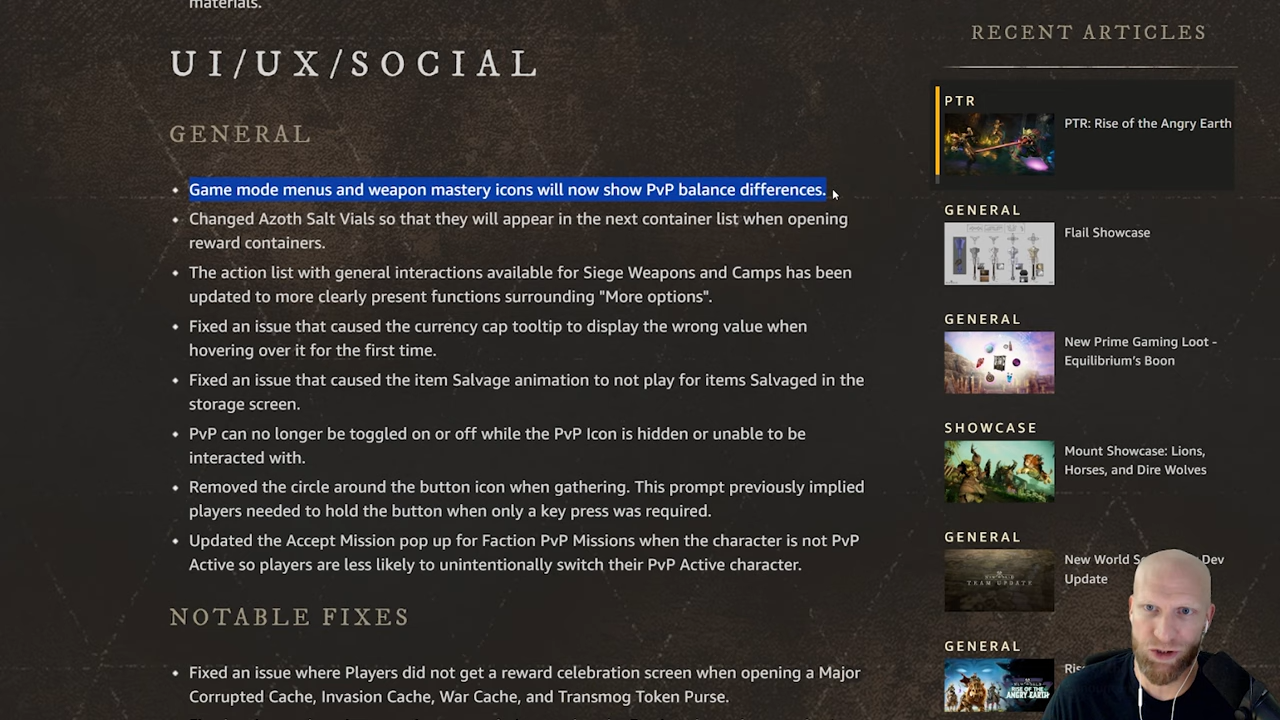 materials.
UI/UX/SOCIAL
GENERAL
Game mode menus and weapon mastery icons will now show PvP balance differences.
Changed Azoth Salt Vials so that they will appear in the next container list when opening
reward containers.
The action list with general interactions available for Siege Weapons and Camps has been
updated to more clearly present functions surrounding "More options".
Fixed an issue that caused the currency cap tooltip to display the wrong value when
hovering over it for the first time.
Fixed an issue that caused the item Salvage animation to not play for items Salvaged in the
storage screen.
PvP can no longer be toggled on or off while the PvP Icon is hidden or unable to be
interacted with.
Removed the circle around the button icon when gathering. This prompt previously implied
players needed to hold the button when only a key press was required.
Updated the Accept Mission pop up for Faction PvP Missions when the character is not PvP
Active so players are less likely to unintentionally switch their PvP Active character.
NOTABLE FIXES
Fixed an issue where Players did not get a reward celebration screen when opening a Major
Corrupted Cache, Invasion Cache, War Cache, and Transmog Token Purse.
RECENT ARTICLES
PTR
PTR: Rise of the Angry Earth
GENERAL
Flail Showcase
GENERAL
New Prime Gaming Loot -
Equilibrium's Boon
SHOWCASE
Mount Showcase: Lions,
Horses, and Dire Wolves
GENERAL
New World Dev
Update
TEAM UPDATE
GENERAL
RISE OF THE
ANGRY EARTH